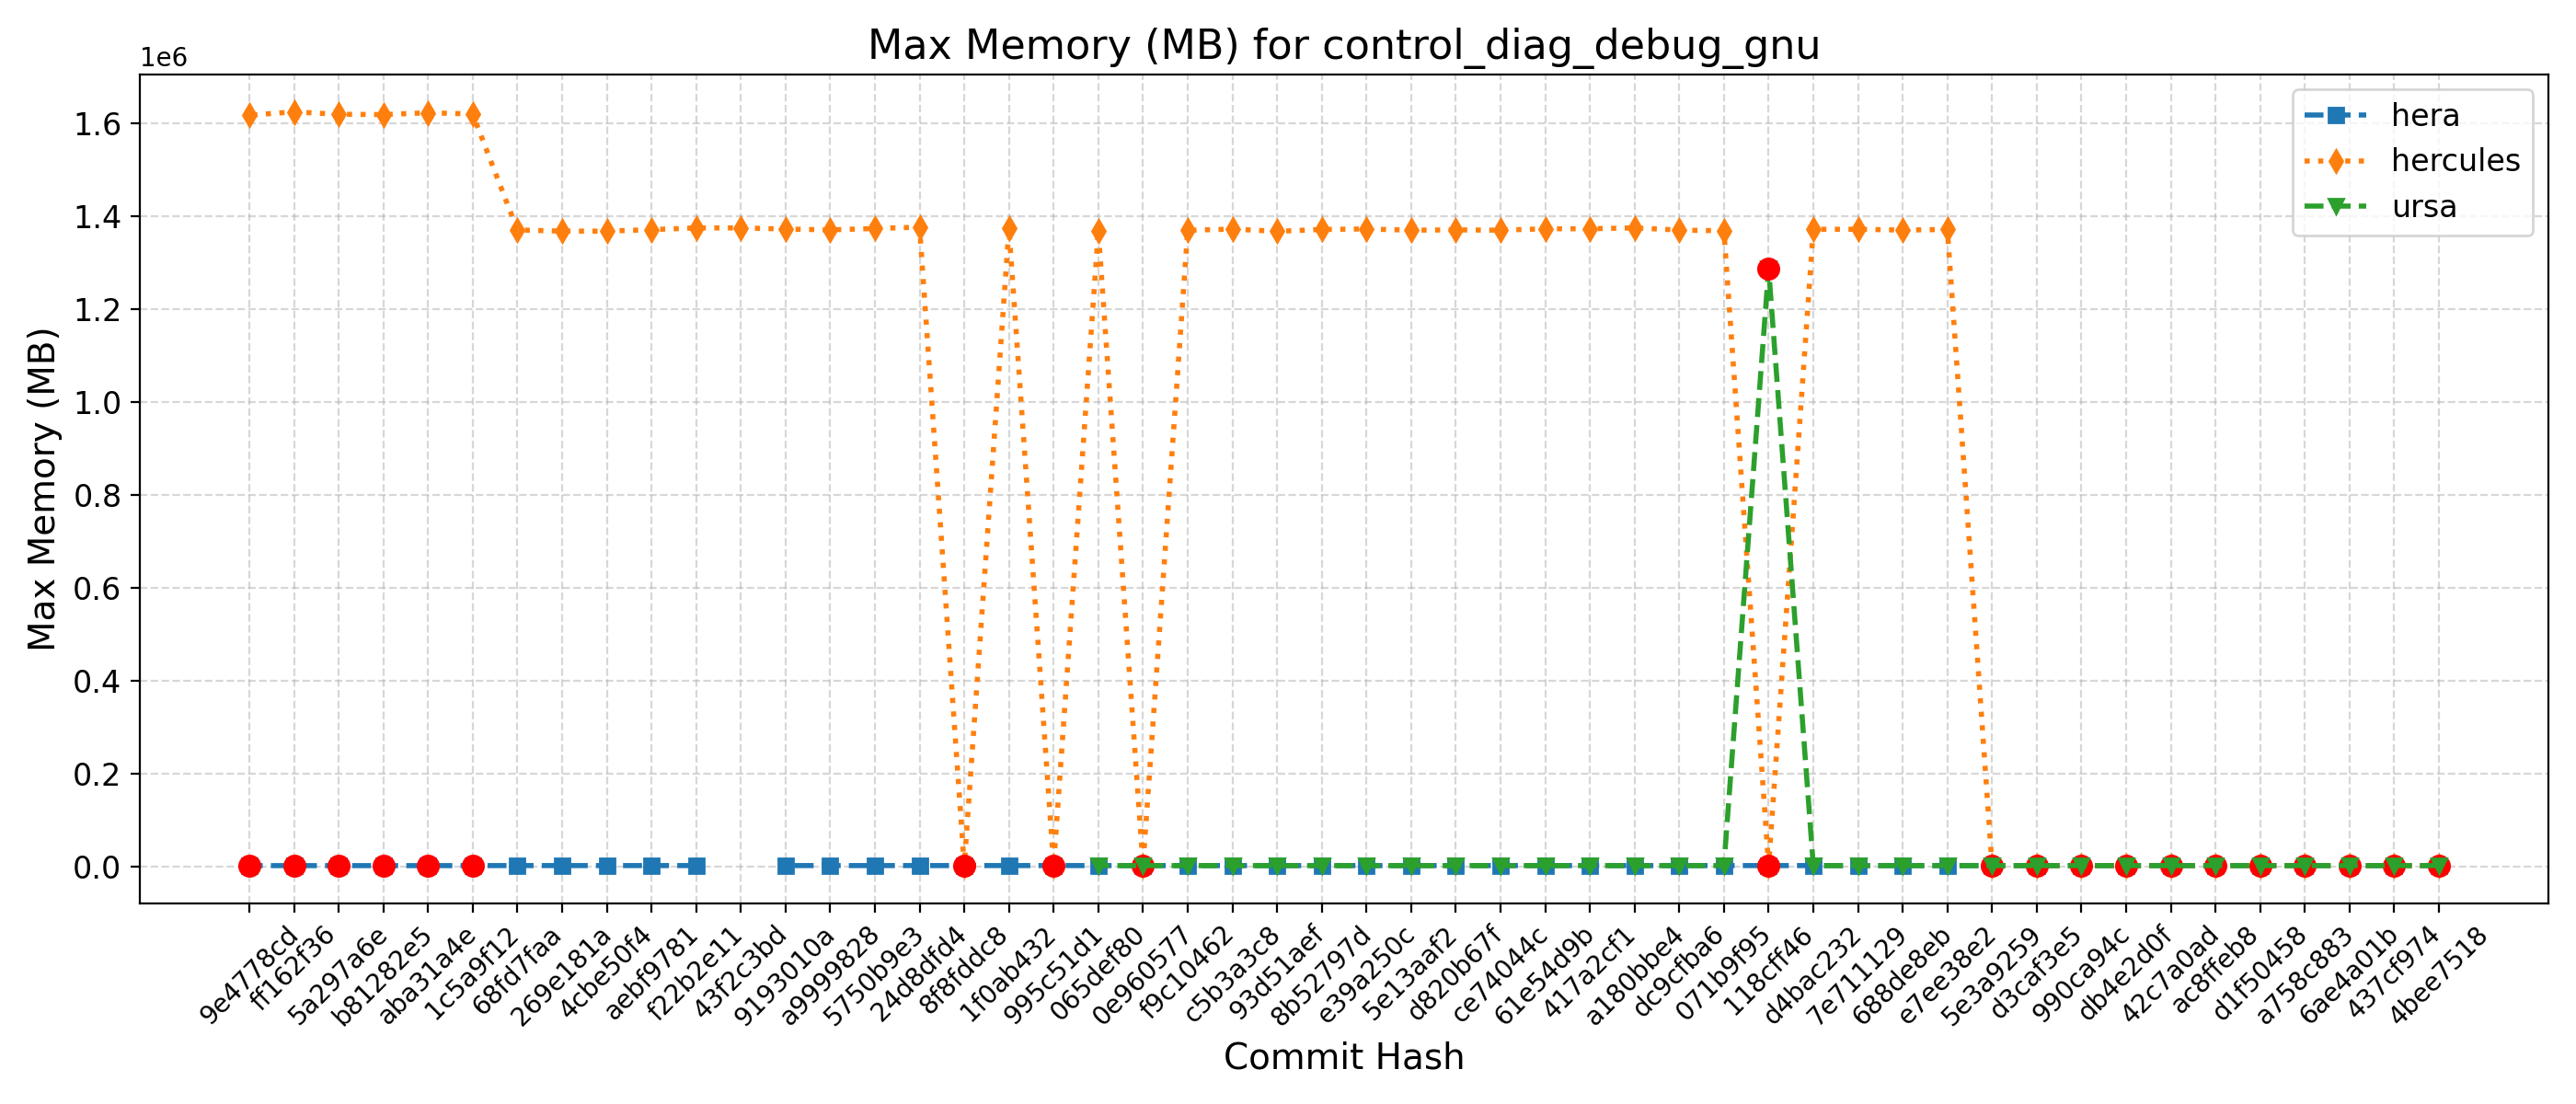 Max Memory (MB) for control_diag_debug_gnu
1e6
1.6
1.4
1.2
1.0
0.8
0.6
0.4
0.2
0.0
Max Memory (MB)
hera
hercules
ursa
9e4778cd
ff162f36
5a297a6e
b81282e5
aba31a4e
1c5a9f12
68fd7faa
269e181a
4cbe50f4
aebf9781
f22b2e11
43f2c3bd
9193010a
a9999828
5750b9e3
24d8dfd4
8f8fddc8
1f0ab432
995c51d1
065def80
0e960577
f9c10462
c5b3a3c8
93d51aef
8b52797d
e39a250c
5e13aaf2
d820b67f
ce74044c
61e54d9b
417a2cf1
a180bbe4
dc9cfba6
071b9f95
118cff46
d4bac232
7e711129
688de8eb
e7ee38e2
5e3a9259
d3caf3e5
990ca94c
db4e2d0f
42c7a0ad
ac8ffeb8
d1f50458
a758c883
6ae4a01b
437cf974
4bee7518
Commit Hash